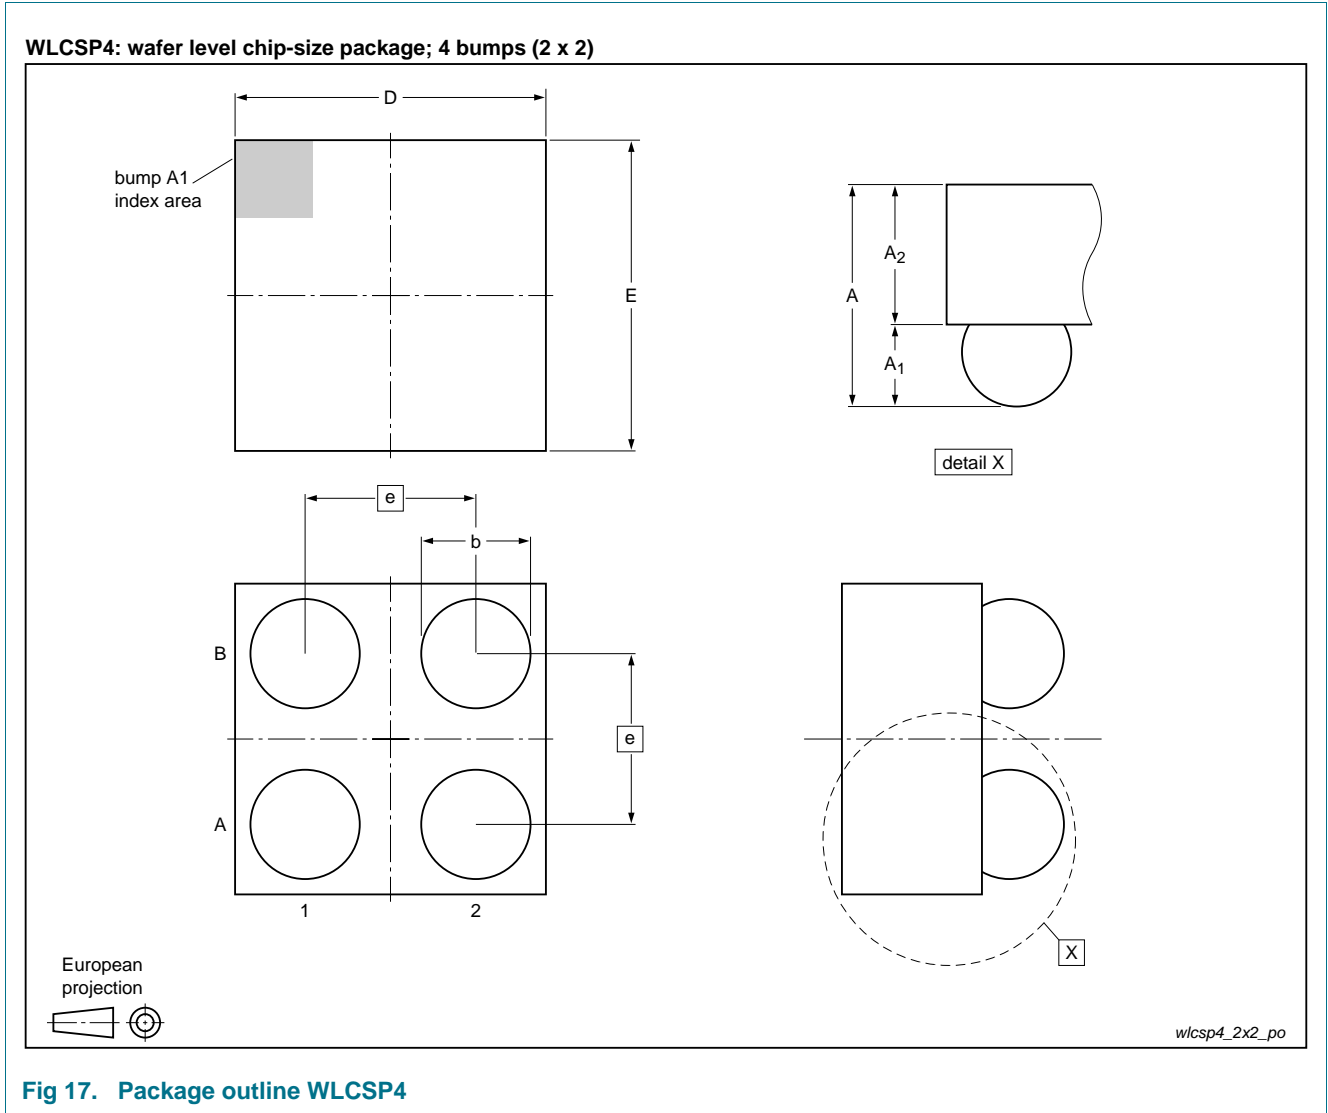 WLCSP4: wafer level chip-size package; 4 bumps (2 x 2)
D
bump A1
index area
E
A2
A
A1
detail X
e
b
B
e
A
1
2
X
European
projection
wlcsp4_2x2_po
Fig 17. Package outline WLCSP4